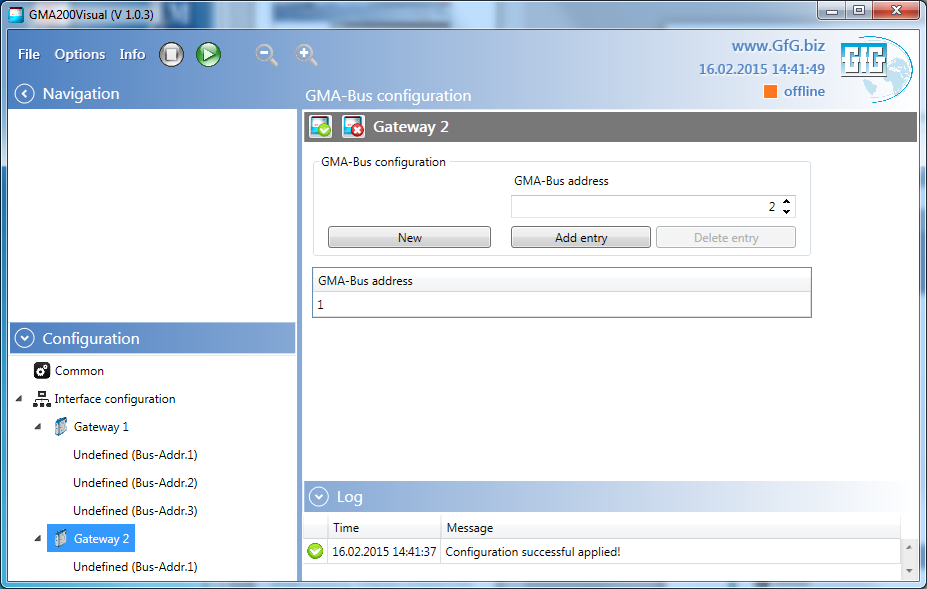 GMA200Visual (V 1.0.3)
File Options Info
www.GfG.biz
16.02.2015 14:41:49
offline
GfG
Navigation
GMA-Bus configuration
Gateway 2
GMA-Bus configuration
GMA-Bus address
2
New Add entry Delete entry
GMA-Bus address
1
Configuration
Common
Interface configuration
Gateway 1
Undefined (Bus-Addr.1)
Undefined (Bus-Addr.2)
Undefined (Bus-Addr.3)
Gateway 2
Undefined (Bus-Addr.1)
Log
Time Message
16.02.2015 14:41:37 Configuration successful applied!